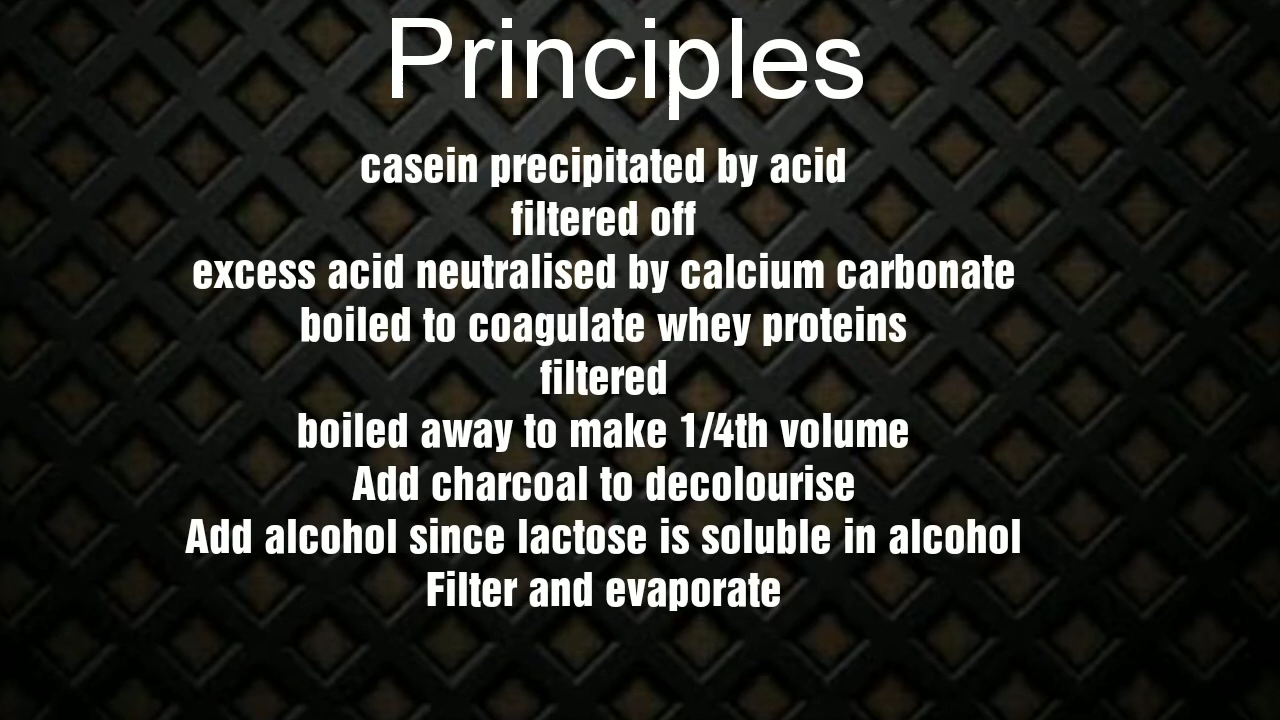 Principles
casein precipitated by acid
filtered off
excess acid neutralised by calcium carbonate
boiled to coagulate whey proteins
filtered
boiled away to make 1/4th volume
Add charcoal to decolourise
Add alcohol since lactose is soluble in alcohol
Filter and evaporate